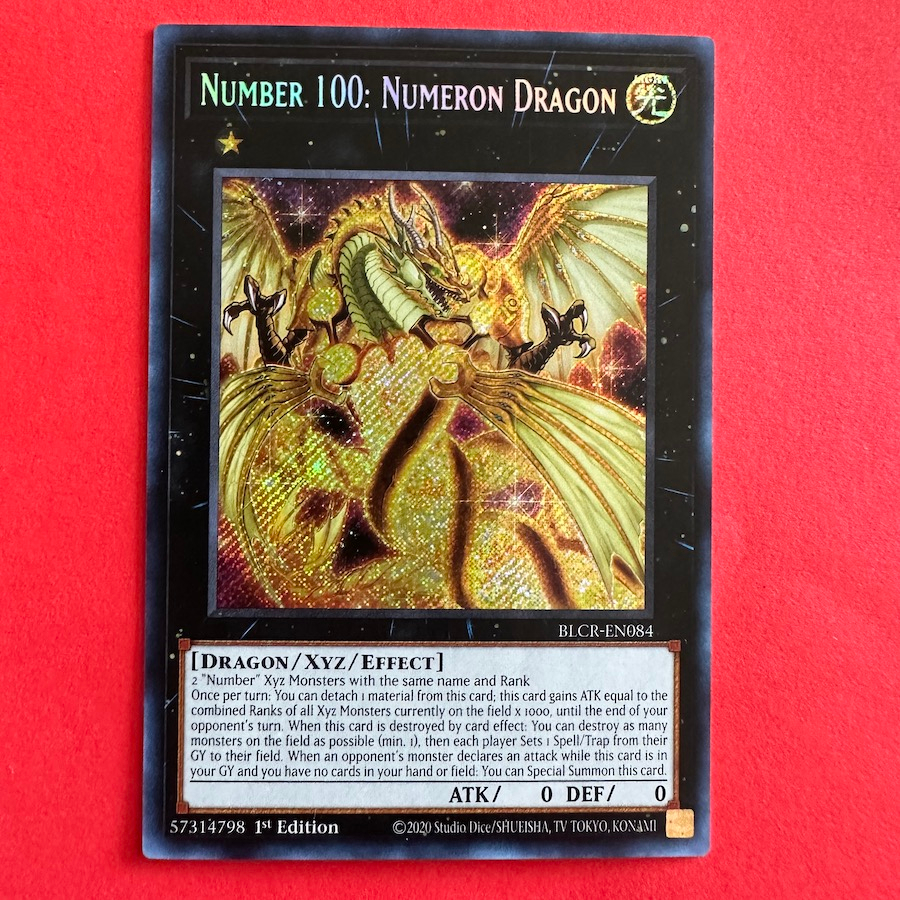 Number 100: Numeron Dragon 光
BLCR-EN084
[Dragon/Xyz/Effect]
2 "Number" Xyz Monsters with the same name and Rank
Once per turn: You can detach 1 material from this card; this card gains ATK equal to the
combined Ranks of all Xyz Monsters currently on the field x 1000, until the end of your
opponent's turn. When this card is destroyed by card effect: You can destroy as many
monsters on the field as possible (min. 1), then each player Sets 1 Spell/Trap from their
GY to their field. When an opponent's monster declares an attack while this card is in
your GY and you have no cards in your hand or field: You can Special Summon this card.
ATK/ 0 DEF/ 0
57314798 1st Edition ©2020 Studio Dice/SHUEISHA, TV TOKYO, KONAMI